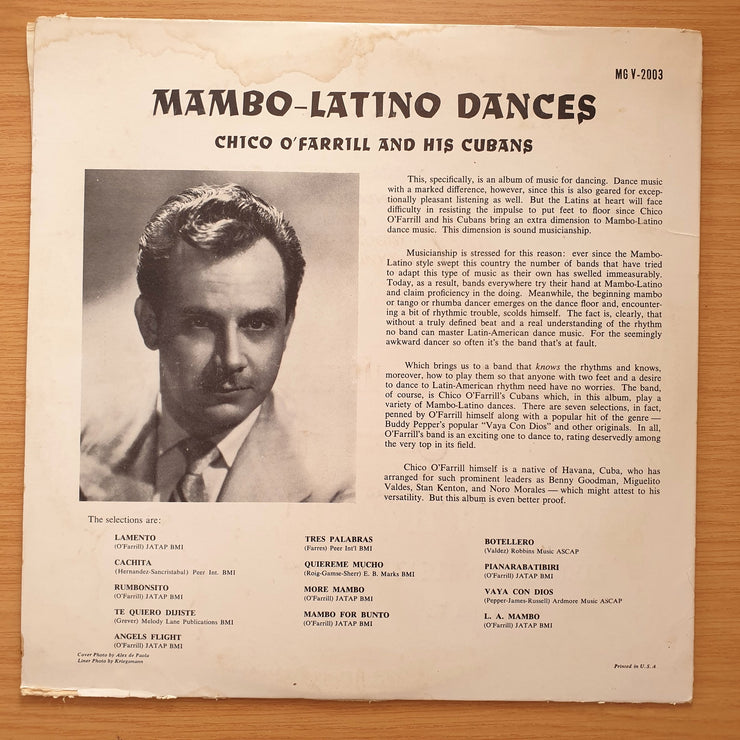 MG V-2003
MAMBO-LATINO DANCES
CHICO O'FARRILL AND HIS CUBANS
This, specifically, is an album of music for dancing. Dance music
with a marked difference, however, since this is also geared for excep-
tionally pleasant listening as well. But the Latins at heart will face
difficulty in resisting the impulse to put feet to floor since Chico
O'Farrill and his Cubans bring an extra dimension to Mambo-Latino
dance music. This dimension is sound musicianship.
Musicianship is stressed for this reason: ever since the Mambo-
Latino style swept this country the number of bands that have tried
to adapt this type of music as their own has swelled immeasurably.
Today, as a result, bands everywhere try their hand at Mambo-Latino
and claim proficiency in the doing. Meanwhile, the beginning mambo
or tango or rhumba dancer emerges on the dance floor and, encounter-
ing a bit of rhythmic trouble, scolds himself. The fact is, clearly, that
without a truly defined beat and a real understanding of the rhythm
no band can master Latin-American dance music. For the seemingly
awkward dancer so often it's the band that's at fault.
Which brings us to a band that knows the rhythms and knows,
moreover, how to play them so that anyone with two feet and a desire
to dance to Latin-American rhythm need have no worries. The band,
of course, is Chico O'Farrill's Cubans which, in this album, play a
variety of Mambo-Latino dances. There are seven selections, in fact,
penned by O'Farrill himself along with a popular hit of the genre —
Buddy Pepper's popular "Vaya Con Dios" and other originals. In all,
O'Farrill's band is an exciting one to dance to, rating deservedly among
the very top in its field.
Chico O'Farrill himself is a native of Havana, Cuba, who has
arranged for such prominent leaders as Benny Goodman, Miguelito
Valdes, Stan Kenton, and Noro Morales — which might attest to his
versatility. But this album is even better proof.
The selections are:
LAMENTO
(O'Farrill) JATAP BMI
CACHITA
(Hernandez-Sancristabal) Peer Int. BMI
RUMBONSITO
(O'Farrill) JATAP BMI
TE QUIERO DIJISTE
(Grever) Melody Lane Publications BMI
ANGELS FLIGHT
(O'Farrill) JATAP BMI
TRES PALABRAS
(Farres) Peer Int'l BMI
QUIEREME MUCHO
(Roig-Gamse-Sherr) E. B. Marks BMI
MORE MAMBO
(O'Farrill) JATAP BMI
MAMBO FOR BUNTO
(O'Farrill) JATAP BMI
BOTELLERO
(Valdez) Robbins Music ASCAP
PIANARABATIBIRI
(O'Farrill) JATAP BMI
VAYA CON DIOS
(Pepper-James-Russell) Ardmore Music ASCAP
L. A. MAMBO
(O'Farrill) JATAP BMI
Cover Photo by Alex de Paola
Liner Photo by Kriegsmann
Printed in U.S.A